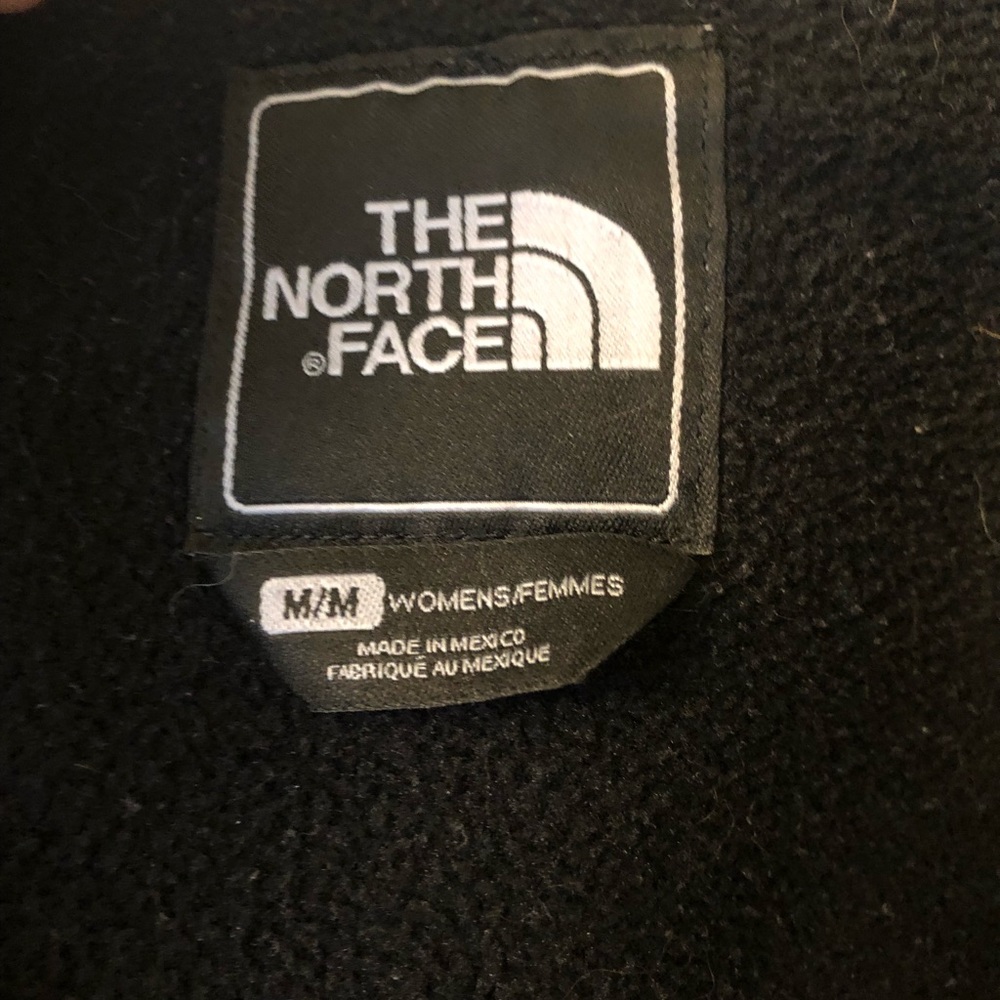 THE
NORTH
®FACE
M/M WOMENS/FEMMES
MADE IN MEXICO
FABRIQUÉ AU MEXIQUE